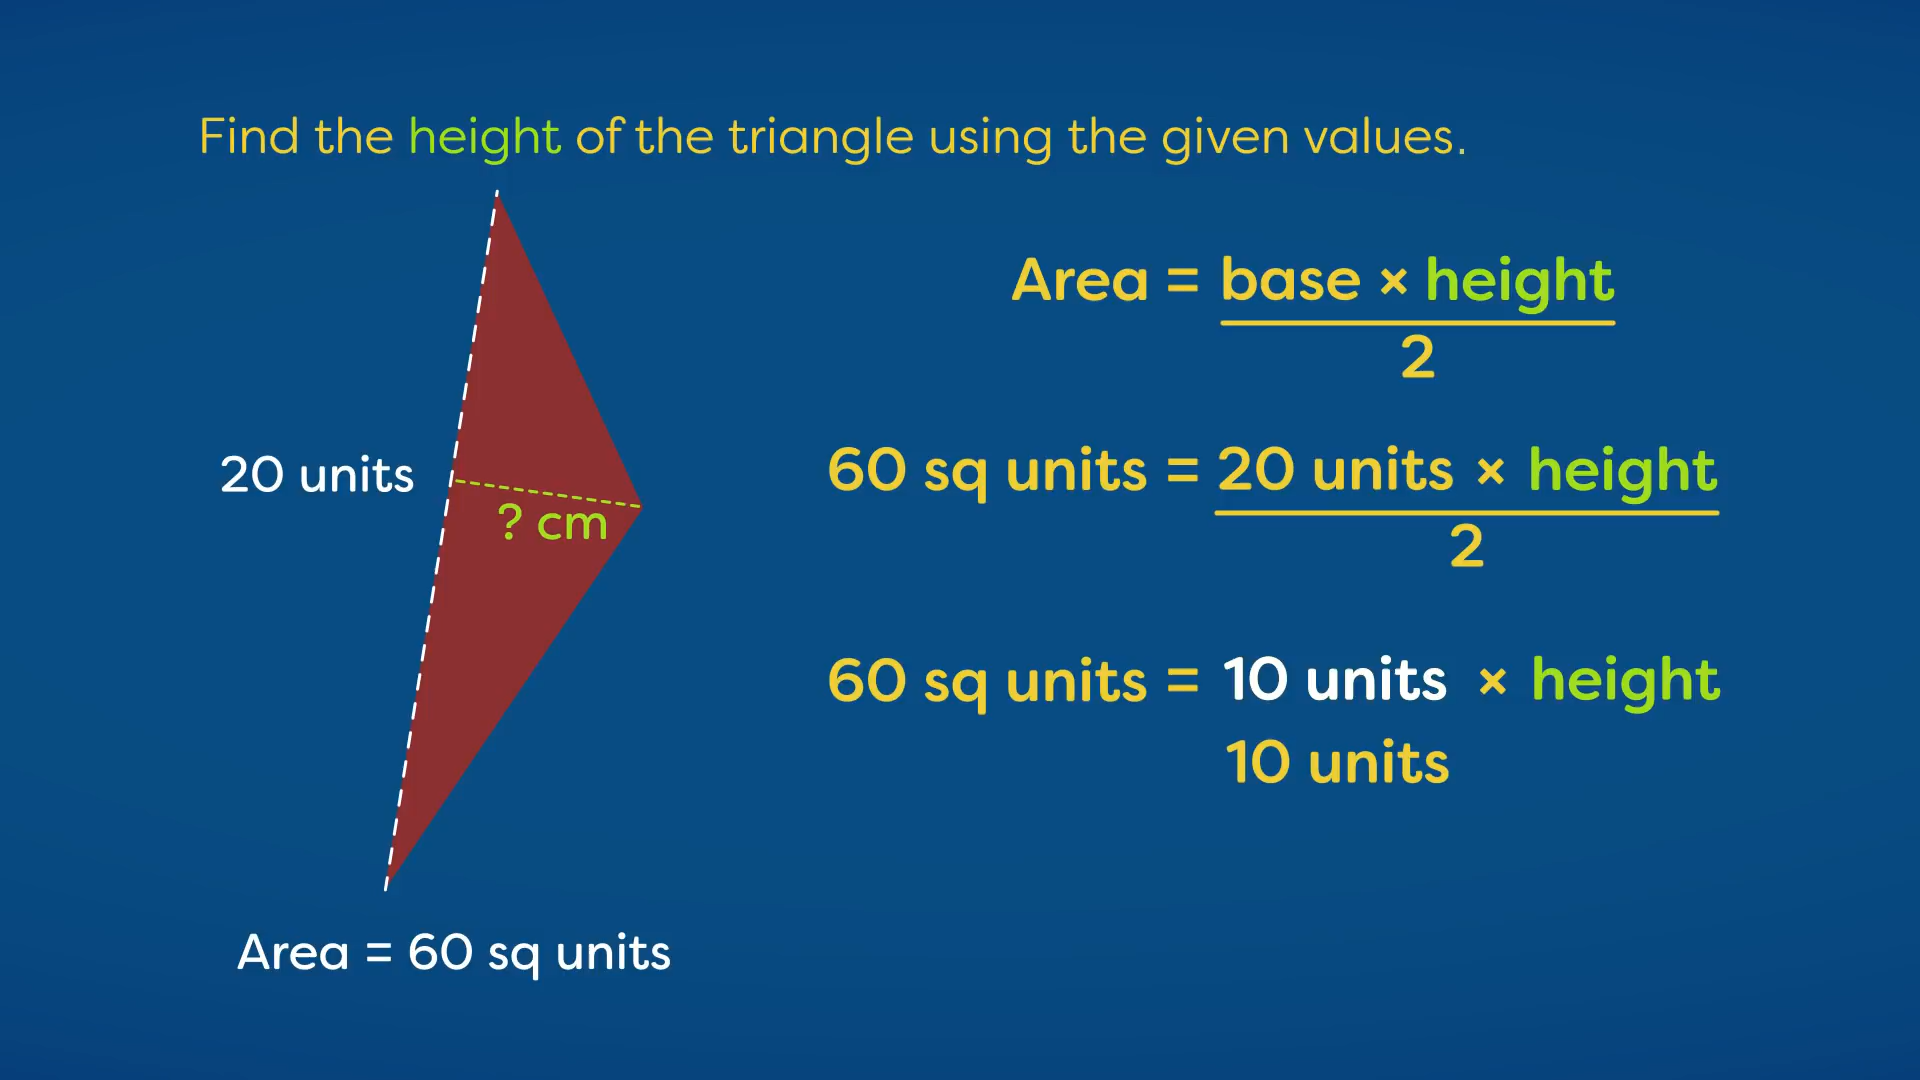 Find the height of the triangle using the given values.
Area = base × height
2
60 sq units = 20 units × height
2
20 units
? cm
60 sq units = 10 units × height
10 units
Area = 60 sq units